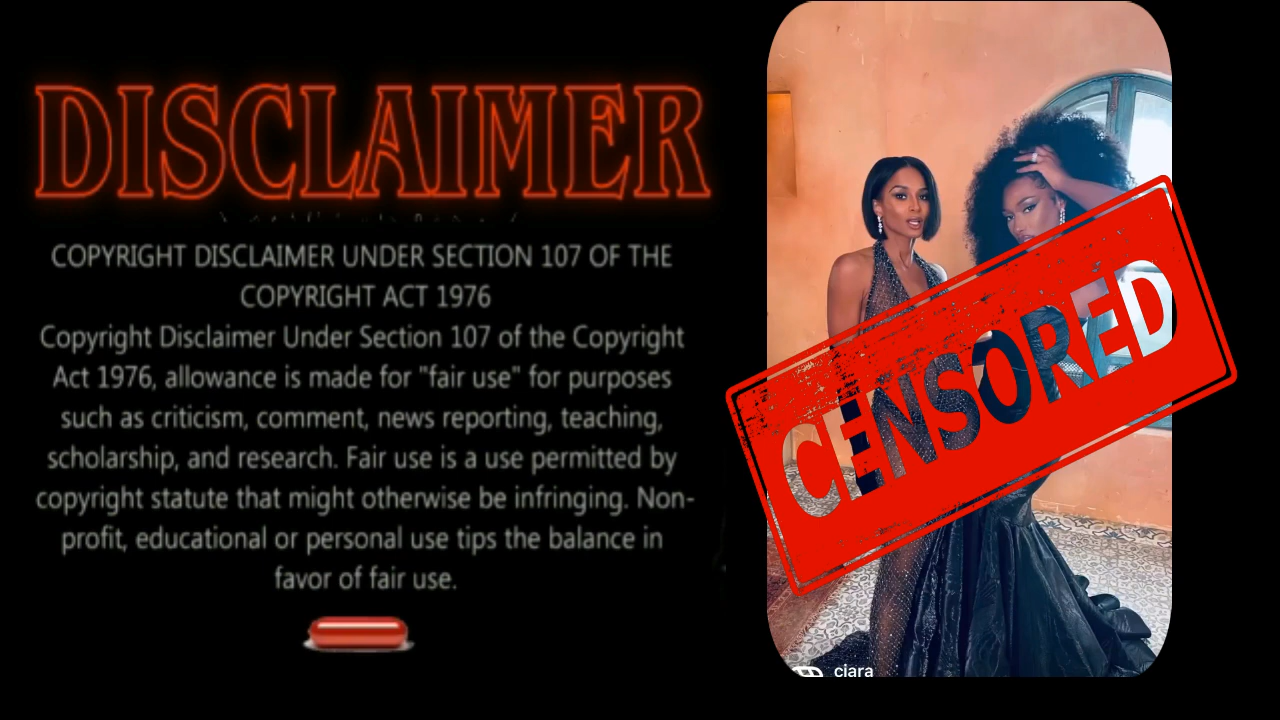 DISCLAIMER
COPYRIGHT DISCLAIMER UNDER SECTION 107 OF THE
COPYRIGHT ACT 1976
Copyright Disclaimer Under Section 107 of the Copyright
Act 1976, allowance is made for "fair use" for purposes
such as criticism, comment, news reporting, teaching,
scholarship, and research. Fair use is a use permitted by
copyright statute that might otherwise be infringing. Non-
profit, educational or personal use tips the balance in
favor of fair use.
CENSORED
ciara